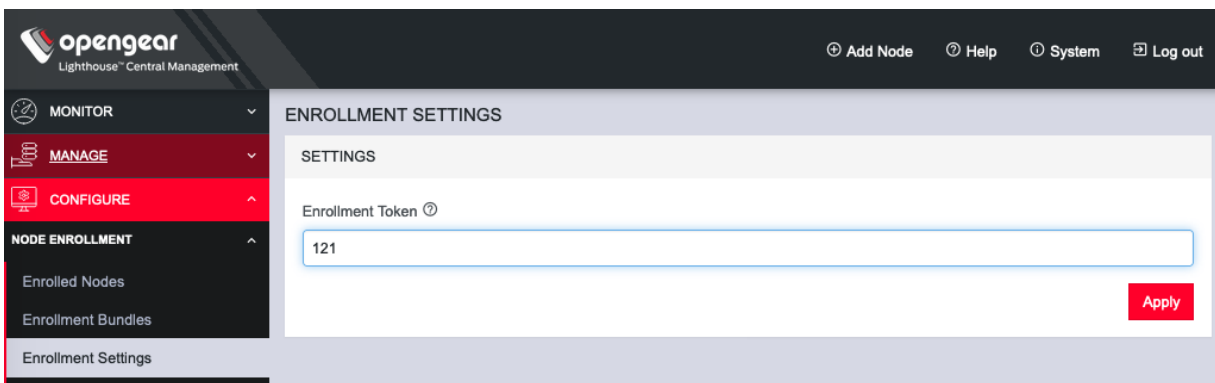 opengear
Lighthouse™ Central Management
Add Node Help System Log out
MONITOR
MANAGE
CONFIGURE
NODE ENROLLMENT
Enrolled Nodes
Enrollment Bundles
Enrollment Settings
ENROLLMENT SETTINGS
SETTINGS
Enrollment Token
121
Apply